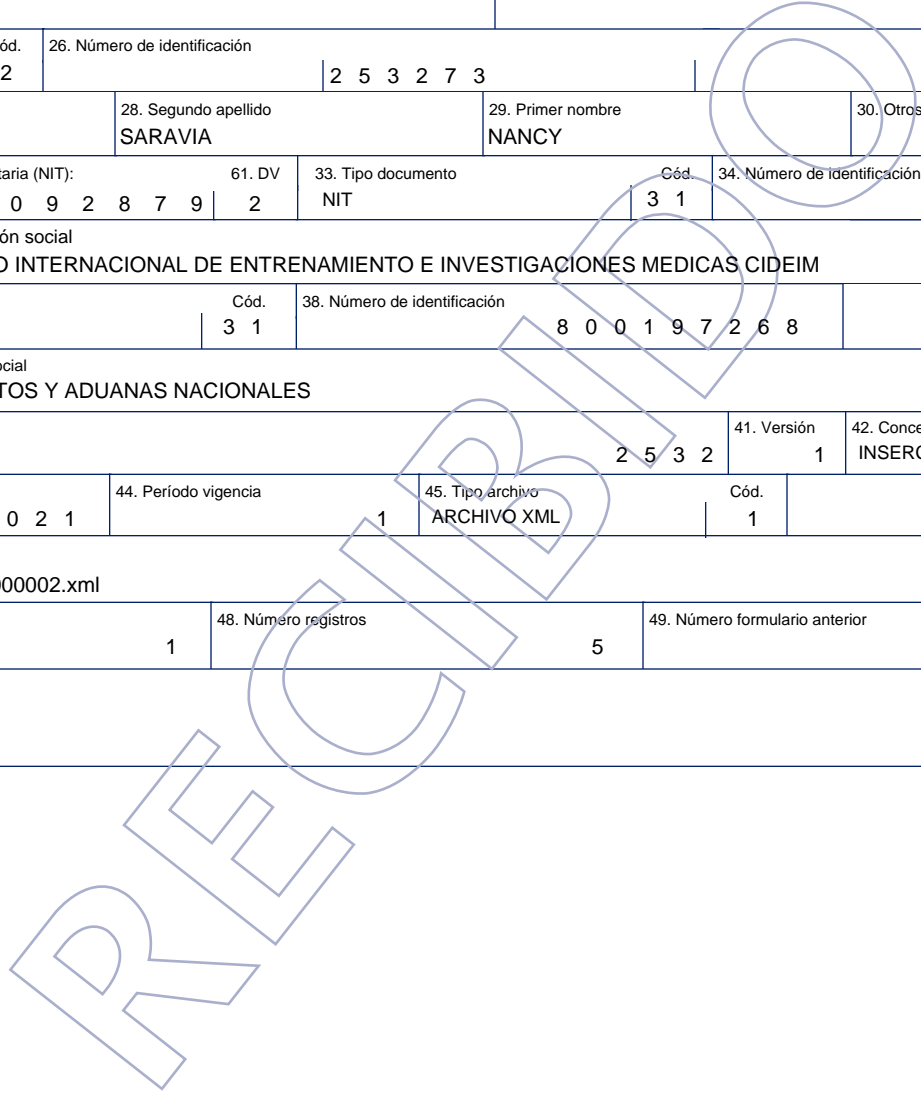 ód. 26. Número de identificación
2 2 5 3 2 7 3
28. Segundo apellido 29. Primer nombre 30. Otros
SARAVIA NANCY
taria (NIT): 61. DV 33. Tipo documento Cód. 34. Número de identificación
0 9 2 8 7 9 2 NIT 3 1
ón social
O INTERNACIONAL DE ENTRENAMIENTO E INVESTIGACIONES MEDICAS CIDEIM
Cód. 38. Número de identificación
3 1 8 0 0 1 9 7 2 6 8
ocial
TOS Y ADUANAS NACIONALES
41. Versión 42. Conce
2 5 3 2 1 INSERC
44. Período vigencia 45. Tipo archivo Cód.
0 2 1 1 ARCHIVO XML 1
000002.xml
48. Número registros 49. Número formulario anterior
1 5
RECIBIDO